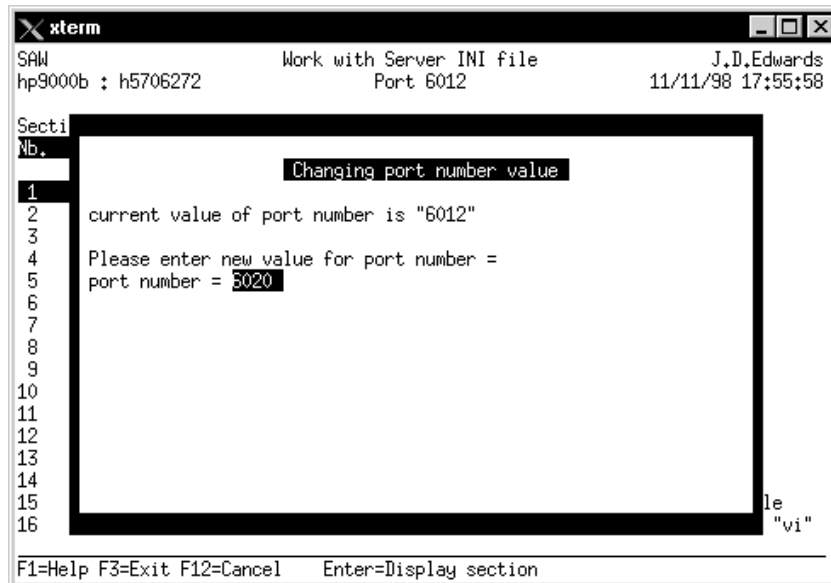 xterm
SAW Work with Server INI file J.D.Edwards
hp9000b : h5706272 Port 6012 11/11/98 17:55:58
Secti
Nb.
Changing port number value
1
2 current value of port number is "6012"
3
4 Please enter new value for port number =
5 port number = 6020
6
7
8
9
10
11
12
13
14
15 le
16 "vi"
F1=Help F3=Exit F12=Cancel Enter=Display section